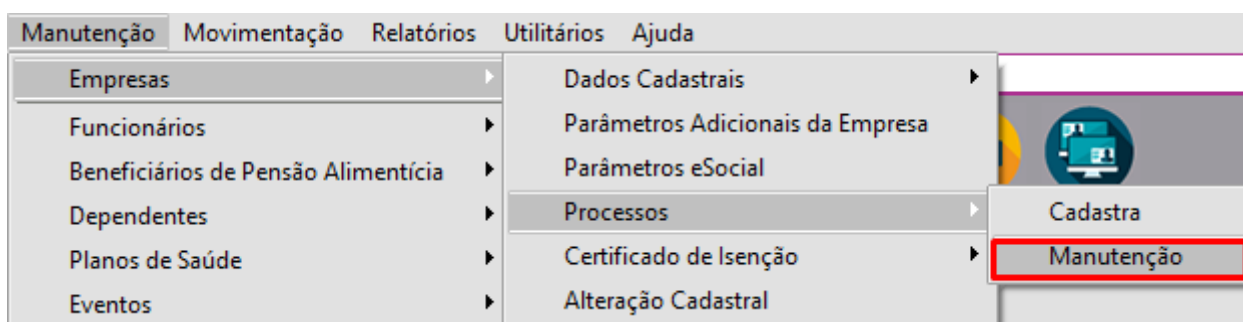 Manutenção Movimentação Relatórios Utilitários Ajuda
Empresas
Funcionários
Beneficiários de Pensão Alimentícia
Dependentes
Planos de Saúde
Eventos
Dados Cadastrais
Parâmetros Adicionais da Empresa
Parâmetros eSocial
Processos
Certificado de Isenção
Alteração Cadastral
Cadastra
Manutenção